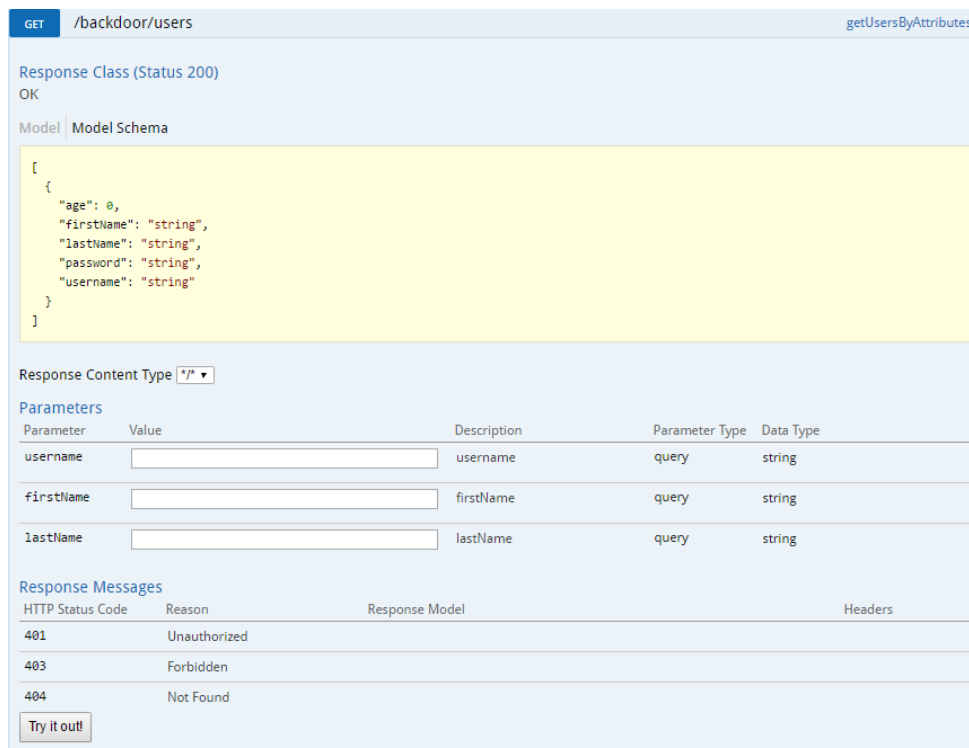 GET /backdoor/users getUsersByAttributes
Response Class (Status 200)
OK
Model Model Schema
[
{
"age": 0,
"firstName": "string",
"lastName": "string",
"password": "string",
"username": "string"
}
]
Response Content Type */*
Parameters
Parameter Value Description Parameter Type Data Type
username username query string
firstName firstName query string
lastName lastName query string
Response Messages
HTTP Status Code Reason Response Model Headers
401 Unauthorized
403 Forbidden
404 Not Found
Try it out!